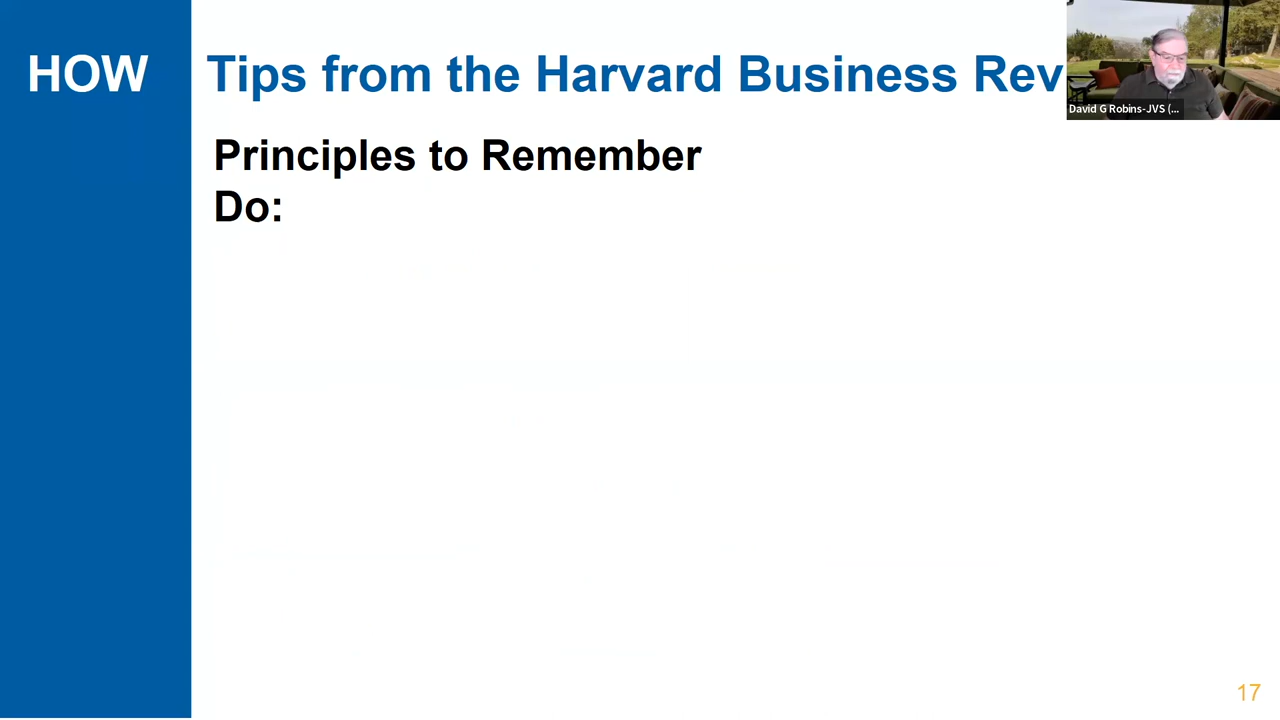 HOW
Tips from the Harvard Business Rev
David G Robins-JVS (...
Principles to Remember
Do:
17